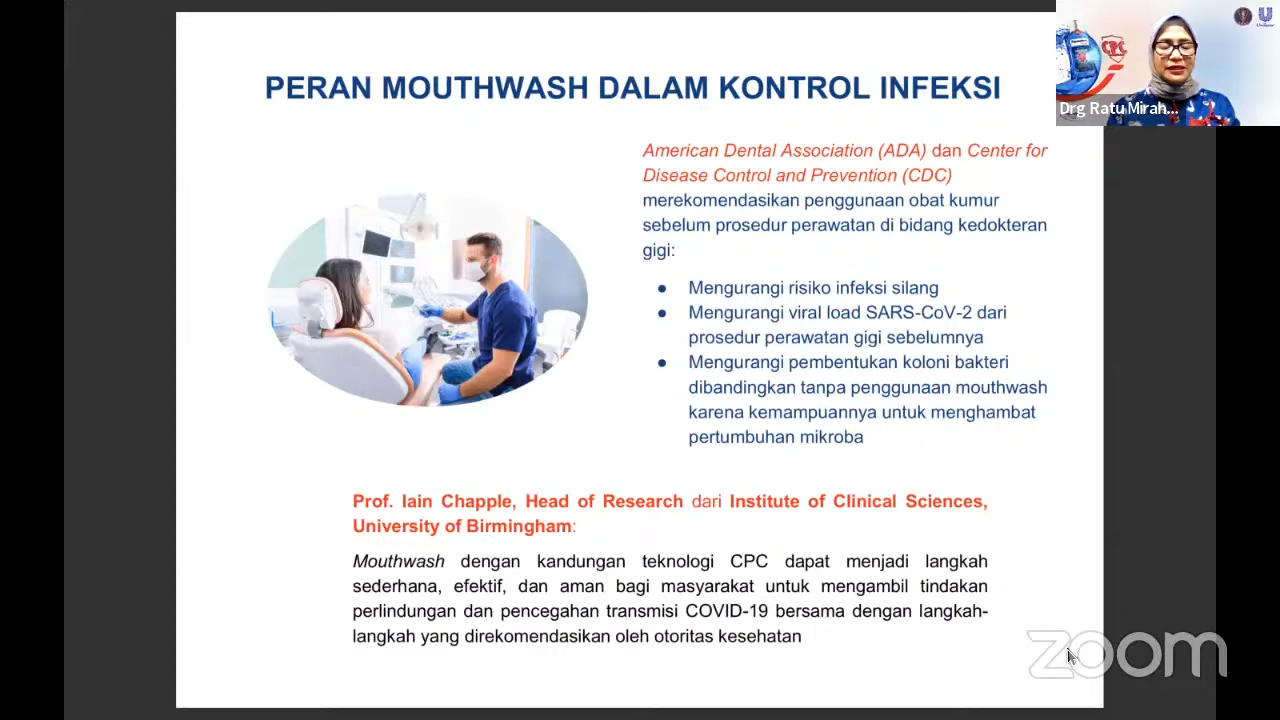 PERAN MOUTHWASH DALAM KONTROL INFEKSI
CPC
Drg Ratu Mirah...
American Dental Association (ADA) dan Center for
Disease Control and Prevention (CDC)
merekomendasikan penggunaan obat kumur
sebelum prosedur perawatan di bidang kedokteran
gigi:
● Mengurangi risiko infeksi silang
● Mengurangi viral load SARS-CoV-2 dari
prosedur perawatan gigi sebelumnya
● Mengurangi pembentukan koloni bakteri
dibandingkan tanpa penggunaan mouthwash
karena kemampuannya untuk menghambat
pertumbuhan mikroba
Prof. Iain Chapple, Head of Research dari Institute of Clinical Sciences,
University of Birmingham:
Mouthwash dengan kandungan teknologi CPC dapat menjadi langkah
sederhana, efektif, dan aman bagi masyarakat untuk mengambil tindakan
perlindungan dan pencegahan transmisi COVID-19 bersama dengan langkah-
langkah yang direkomendasikan oleh otoritas kesehatan
zoom